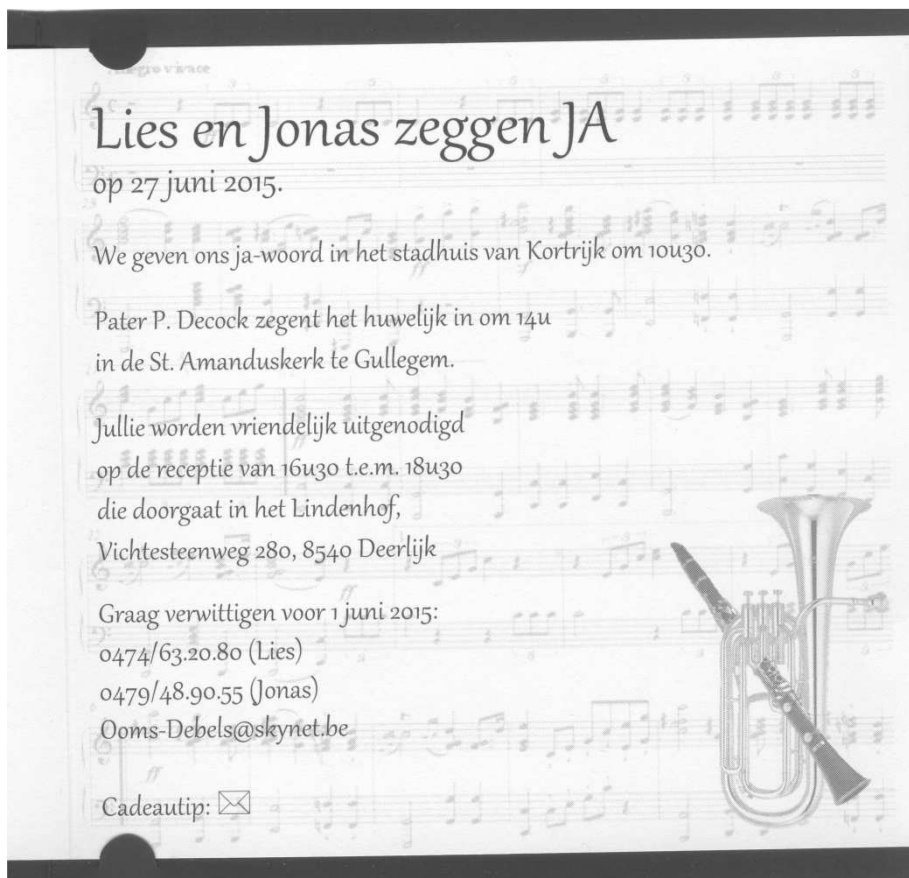 Allegro vivace
Lies en Jonas zeggen JA
op 27 juni 2015.
We geven ons ja-woord in het stadhuis van Kortrijk om 10u30.
Pater P. Decock zegent het huwelijk in om 14u
in de St. Amanduskerk te Gullegem.
Jullie worden vriendelijk uitgenodigd
op de receptie van 16u30 t.e.m. 18u30
die doorgaat in het Lindenhof,
Vichtesteenweg 280, 8540 Deerlijk
Graag verwittigen voor 1 juni 2015:
0474/63.20.80 (Lies)
0479/48.90.55 (Jonas)
Ooms-Debels@skynet.be
Cadeautip: